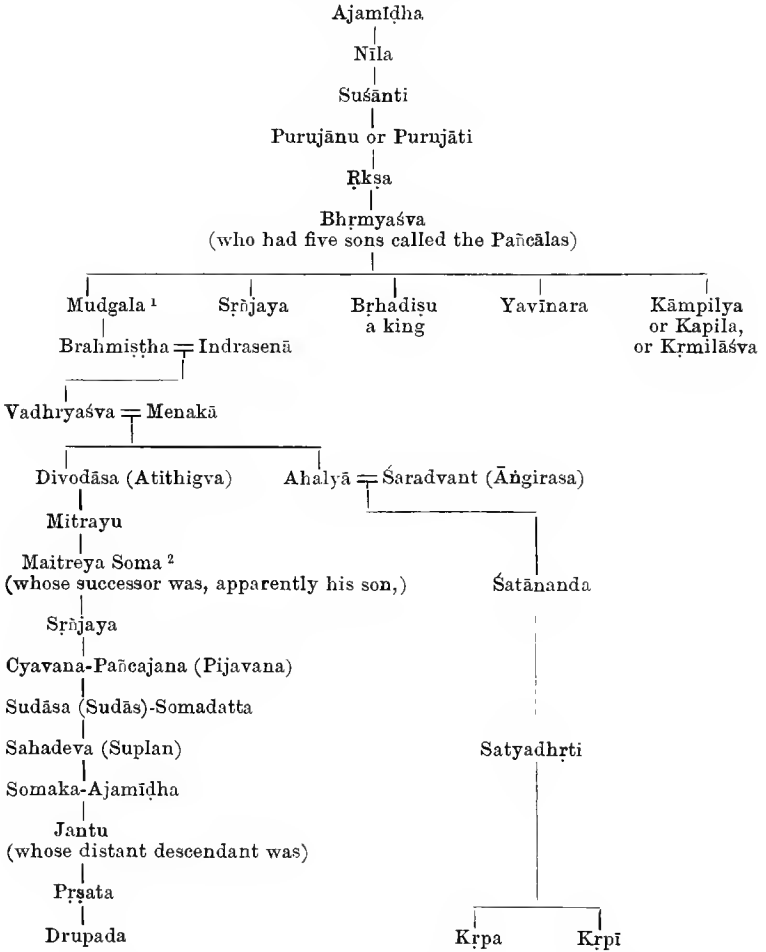 Ajamīḍha
Nīla
Suśānti
Purujānu or Purujāti
Ṛkṣa
Bhṛmyaśva
(who had five sons called the Pañcālas)
Mudgala ¹ Sṛñjaya Bṛhadiṣu Yavīnara Kāmpilya
a king or Kapila,
Brahmiṣṭha = Indrasenā or Kṛmilāśva
Vadhryaśva = Menakā
Divodāsa (Atithigva) Ahalyā = Śaradvant (Āṅgirasa)
Mitrayu
Maitreya Soma ²
(whose successor was, apparently his son,) Śatānanda
Sṛñjaya
Cyavana-Pañcajana (Pijavana)
Sudāsa (Sudās)-Somadatta
Sahadeva (Suplan) Satyadhṛti
Somaka-Ajamīḍha
Jantu
(whose distant descendant was)
Pṛṣata
Drupada Kṛpa Kṛpī